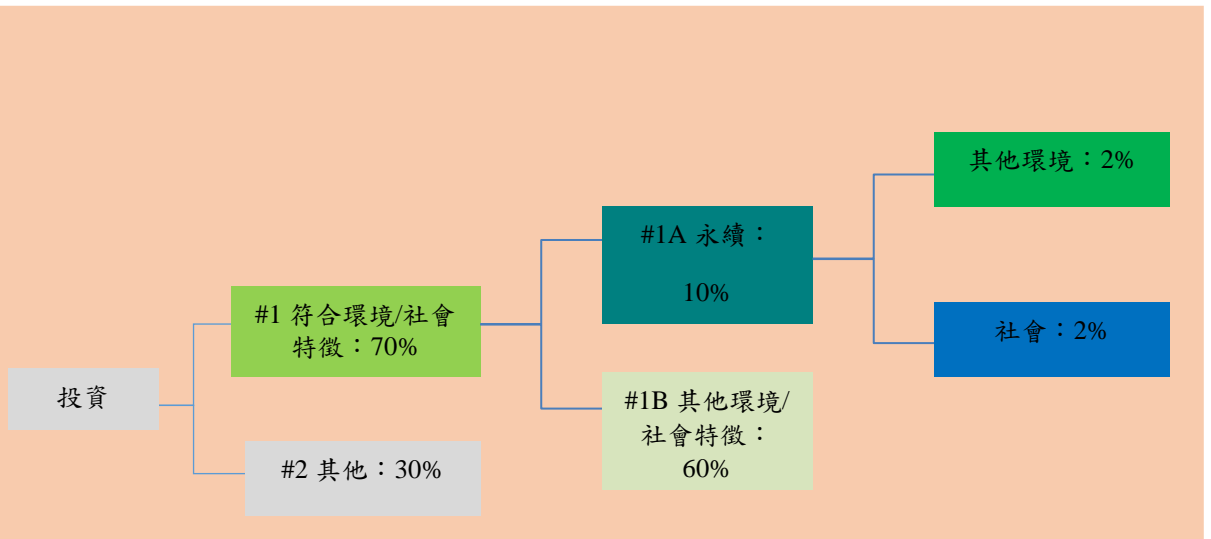 投資
#1 符合環境/社會
特徵：70%
#2 其他：30%
#1A 永續：
10%
#1B 其他環境/
社會特徵：
60%
其他環境：2%
社會：2%